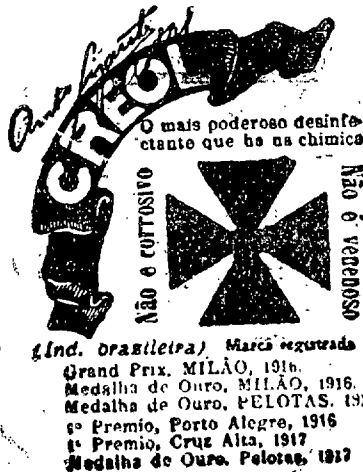 CREOL
O mais poderoso desinfe-
ctante que ha na chimica
Não é corrosivo
Não é venenoso
(Ind. brasileira) Marca registrada
Grand Prix, MILÃO, 1916.
Medalha de Ouro, MILÃO, 1916.
Medalha de Ouro, PELOTAS,
1º Premio, Porto Alegre, 1916
1º Premio, Cruz Alta, 1917
Medalha de Ouro, Pelotas, 1917